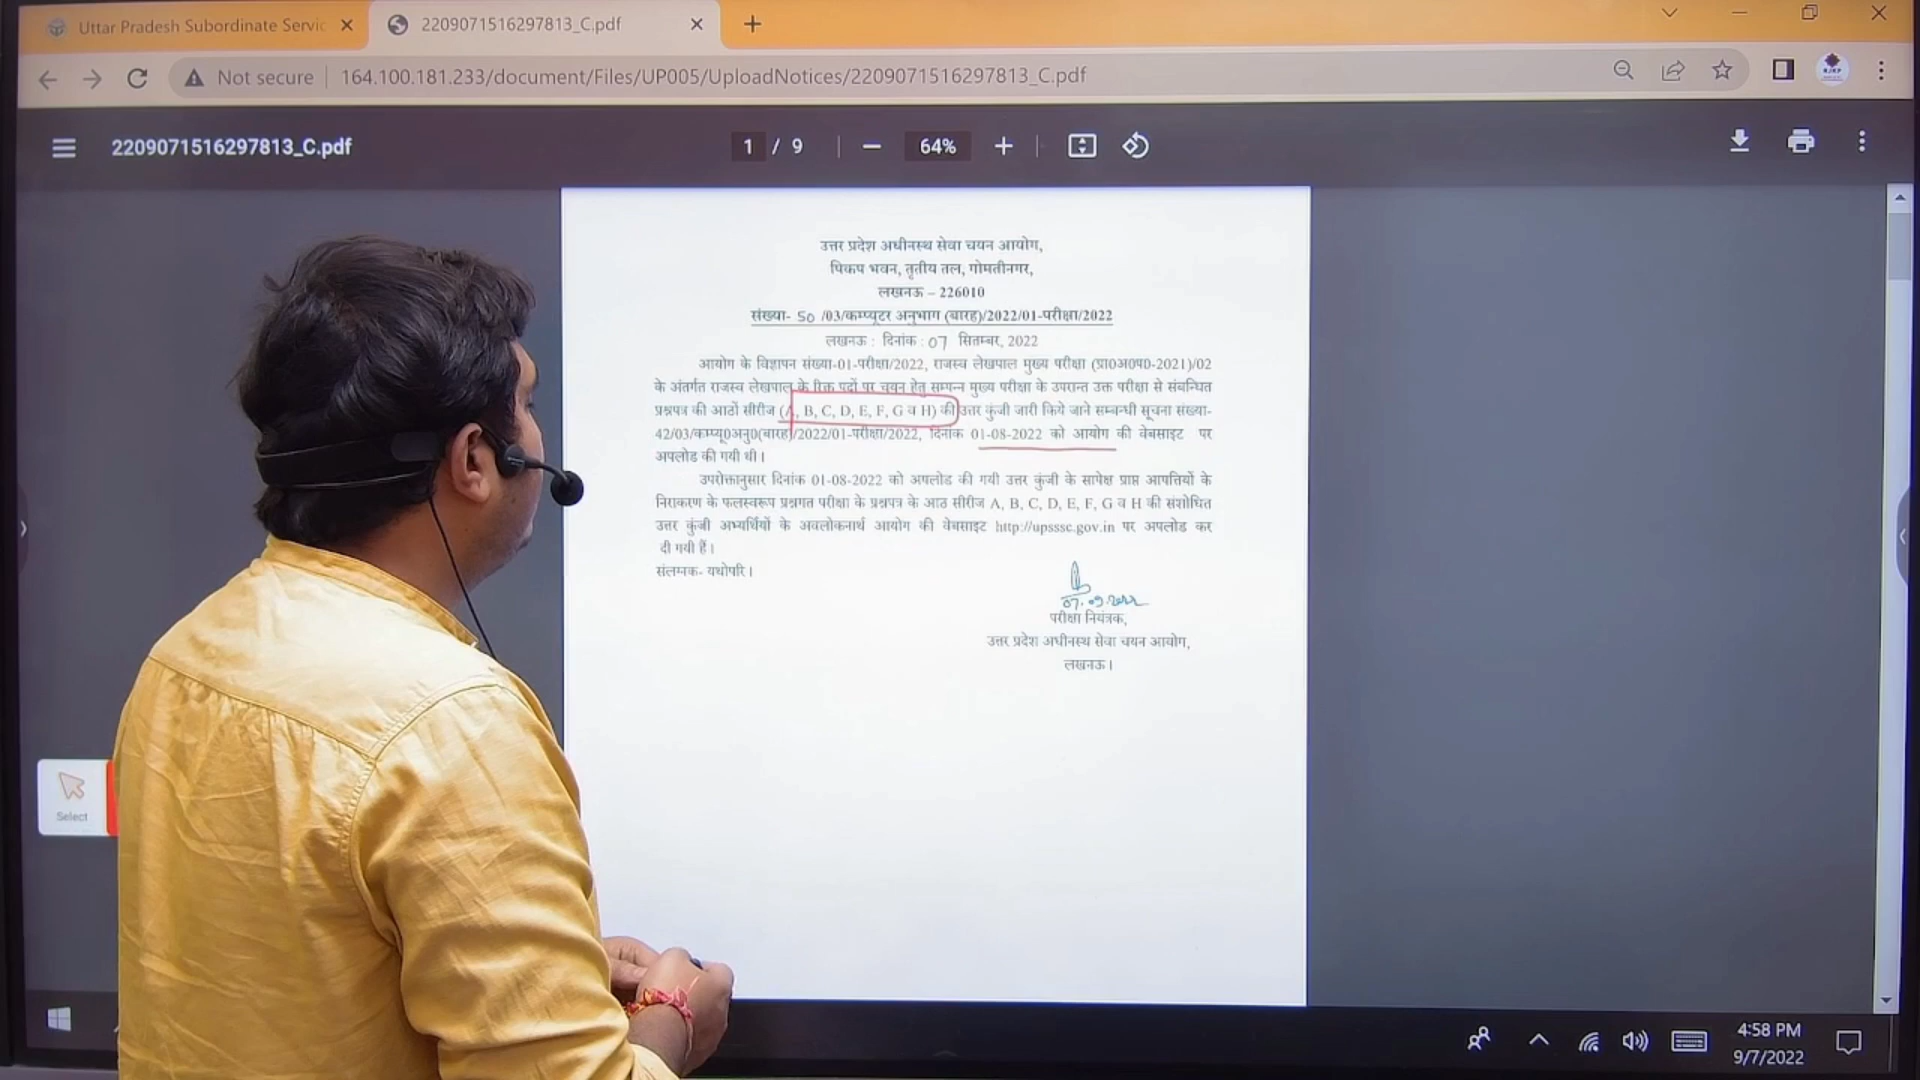 Uttar Pradesh Subordinate Servic
2209071516297813_C.pdf
Not secure
164.100.181.233/document/Files/UP005/UploadNotices/2209071516297813_C.pdf
2209071516297813_C.pdf
1 / 9
64%
उत्तर प्रदेश अधीनस्थ सेवा चयन आयोग,
पिकप भवन, तृतीय तल, गोमतीनगर,
लखनऊ – 226010
संख्या- 50 /03/कम्प्यूटर अनुभाग (बारह)/2022/01-परीक्षा/2022
लखनऊ : दिनांक : 07 सितम्बर, 2022
आयोग के विज्ञापन संख्या-01-परीक्षा/2022, राजस्व लेखपाल मुख्य परीक्षा (प्रा0अ0प0-2021)/02
के अंतर्गत राजस्व लेखपाल के रिक्त पदों पर चयन हेतु सम्पन्न मुख्य परीक्षा के उपरान्त उक्त परीक्षा से संबन्धित
प्रश्नपत्र की आठों सीरीज (A, B, C, D, E, F, G व H) की उत्तर कुंजी जारी किये जाने सम्बन्धी सूचना संख्या-
42/03/कम्प्यू0अनु0(बारह)/2022/01-परीक्षा/2022, दिनांक 01-08-2022 को आयोग की वेबसाइट पर
अपलोड की गयी थी।
उपरोक्तानुसार दिनांक 01-08-2022 को अपलोड की गयी उत्तर कुंजी के सापेक्ष प्राप्त आपत्तियों के
निराकरण के फलस्वरूप प्रश्नगत परीक्षा के प्रश्नपत्र के आठ सीरीज A, B, C, D, E, F, G व H की संशोधित
उत्तर कुंजी अभ्यर्थियों के अवलोकनार्थ आयोग की वेबसाइट http://upsssc.gov.in पर अपलोड कर
दी गयी हैं।
संलग्नक- यथोपरि।
07.09.2022
परीक्षा नियंत्रक,
उत्तर प्रदेश अधीनस्थ सेवा चयन आयोग,
लखनऊ।
Select
4:58 PM
9/7/2022